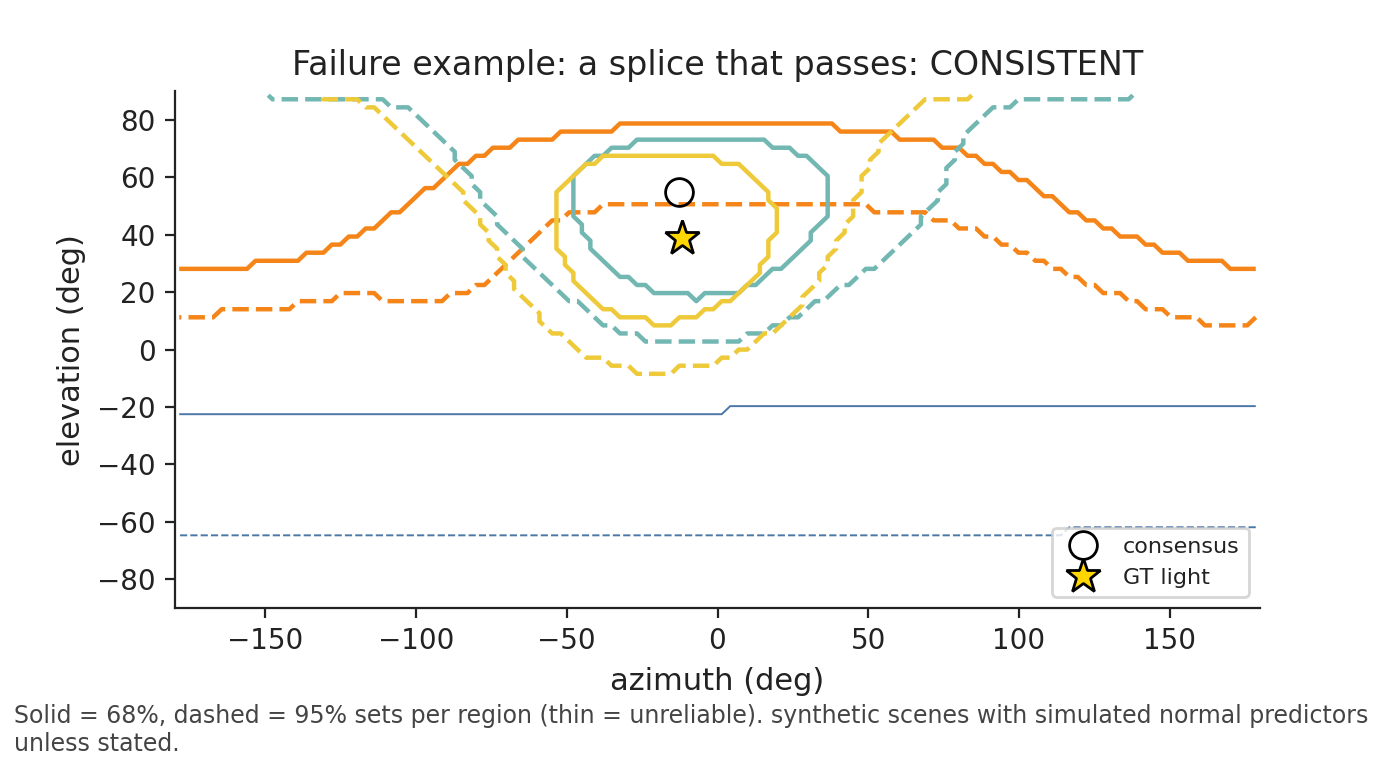 Failure example: a splice that passes: CONSISTENT
80
60
40
20
0
−20
−40
−60
−80
elevation (deg)
consensus
GT light
−150
−100
−50
0
50
100
150
azimuth (deg)
Solid = 68%, dashed = 95% sets per region (thin = unreliable). synthetic scenes with simulated normal predictors
unless stated.